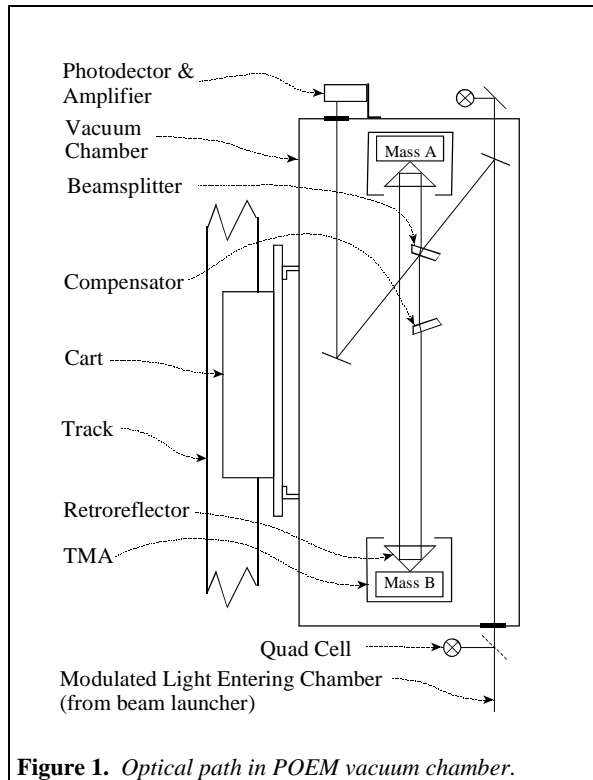 Photodector &
Amplifier
Vacuum
Chamber
Mass A
Beamsplitter
Compensator
Cart
Track
Retroreflector
TMA
Mass B
Quad Cell
Modulated Light Entering Chamber
(from beam launcher)
Figure 1. Optical path in POEM vacuum chamber.